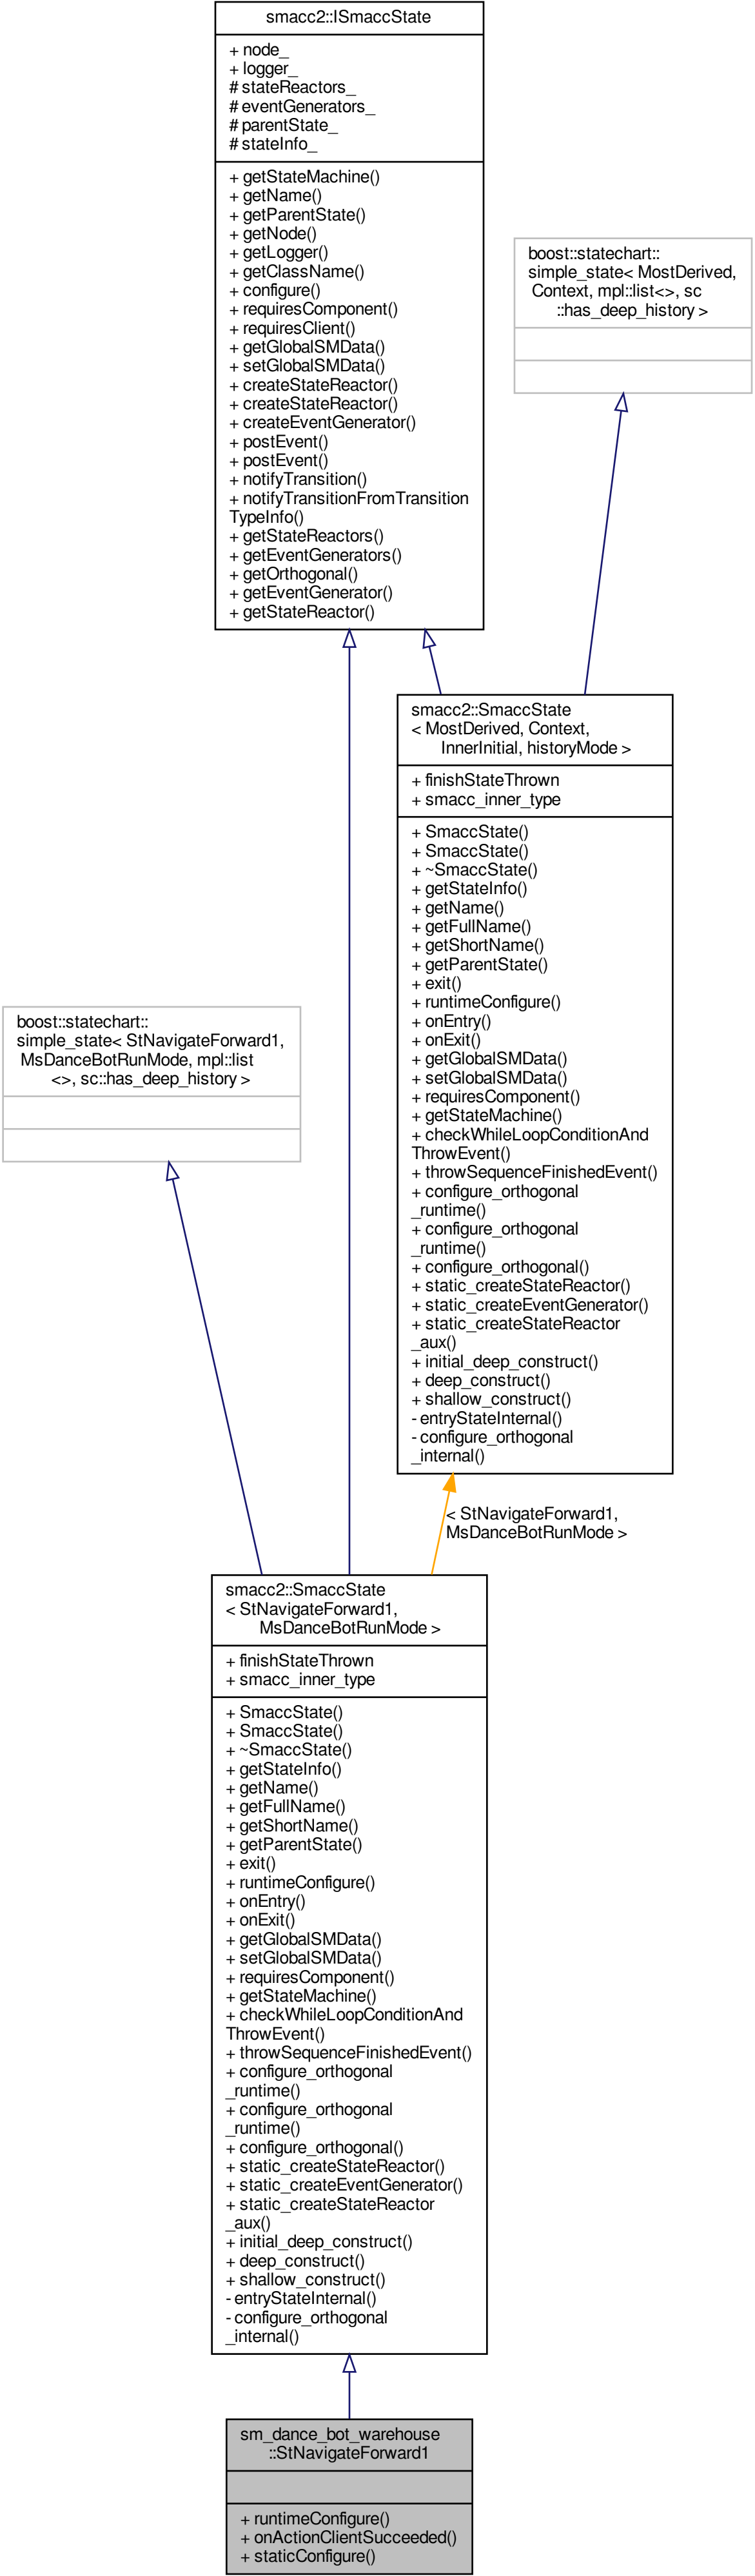 smacc2::ISmaccState
+ node_
+ logger_
# stateReactors_
# eventGenerators_
# parentState_
# stateInfo_
+ getStateMachine()
+ getName()
+ getParentState()
+ getNode()
+ getLogger()
+ getClassName()
+ configure()
+ requiresComponent()
+ requiresClient()
+ getGlobalSMData()
+ setGlobalSMData()
+ createStateReactor()
+ createStateReactor()
+ createEventGenerator()
+ postEvent()
+ postEvent()
+ notifyTransition()
+ notifyTransitionFromTransition
TypeInfo()
+ getStateReactors()
+ getEventGenerators()
+ getOrthogonal()
+ getEventGenerator()
+ getStateReactor()
boost::statechart::
simple_state< MostDerived,
Context, mpl::list<>, sc
::has_deep_history >
smacc2::SmaccState
< MostDerived, Context,
InnerInitial, historyMode >
+ finishStateThrown
+ smacc_inner_type
+ SmaccState()
+ SmaccState()
+ ~SmaccState()
+ getStateInfo()
+ getName()
+ getFullName()
+ getShortName()
+ getParentState()
+ exit()
+ runtimeConfigure()
+ onEntry()
+ onExit()
+ getGlobalSMData()
+ setGlobalSMData()
+ requiresComponent()
+ getStateMachine()
+ checkWhileLoopConditionAnd
ThrowEvent()
+ throwSequenceFinishedEvent()
+ configure_orthogonal
_runtime()
+ configure_orthogonal
_runtime()
+ configure_orthogonal()
+ static_createStateReactor()
+ static_createEventGenerator()
+ static_createStateReactor
_aux()
+ initial_deep_construct()
+ deep_construct()
+ shallow_construct()
- entryStateInternal()
- configure_orthogonal
_internal()
boost::statechart::
simple_state< StNavigateForward1,
MsDanceBotRunMode, mpl::list
<>, sc::has_deep_history >
< StNavigateForward1,
MsDanceBotRunMode >
smacc2::SmaccState
< StNavigateForward1,
MsDanceBotRunMode >
+ finishStateThrown
+ smacc_inner_type
+ SmaccState()
+ SmaccState()
+ ~SmaccState()
+ getStateInfo()
+ getName()
+ getFullName()
+ getShortName()
+ getParentState()
+ exit()
+ runtimeConfigure()
+ onEntry()
+ onExit()
+ getGlobalSMData()
+ setGlobalSMData()
+ requiresComponent()
+ getStateMachine()
+ checkWhileLoopConditionAnd
ThrowEvent()
+ throwSequenceFinishedEvent()
+ configure_orthogonal
_runtime()
+ configure_orthogonal
_runtime()
+ configure_orthogonal()
+ static_createStateReactor()
+ static_createEventGenerator()
+ static_createStateReactor
_aux()
+ initial_deep_construct()
+ deep_construct()
+ shallow_construct()
- entryStateInternal()
- configure_orthogonal
_internal()
sm_dance_bot_warehouse
::StNavigateForward1
+ runtimeConfigure()
+ onActionClientSucceeded()
+ staticConfigure()